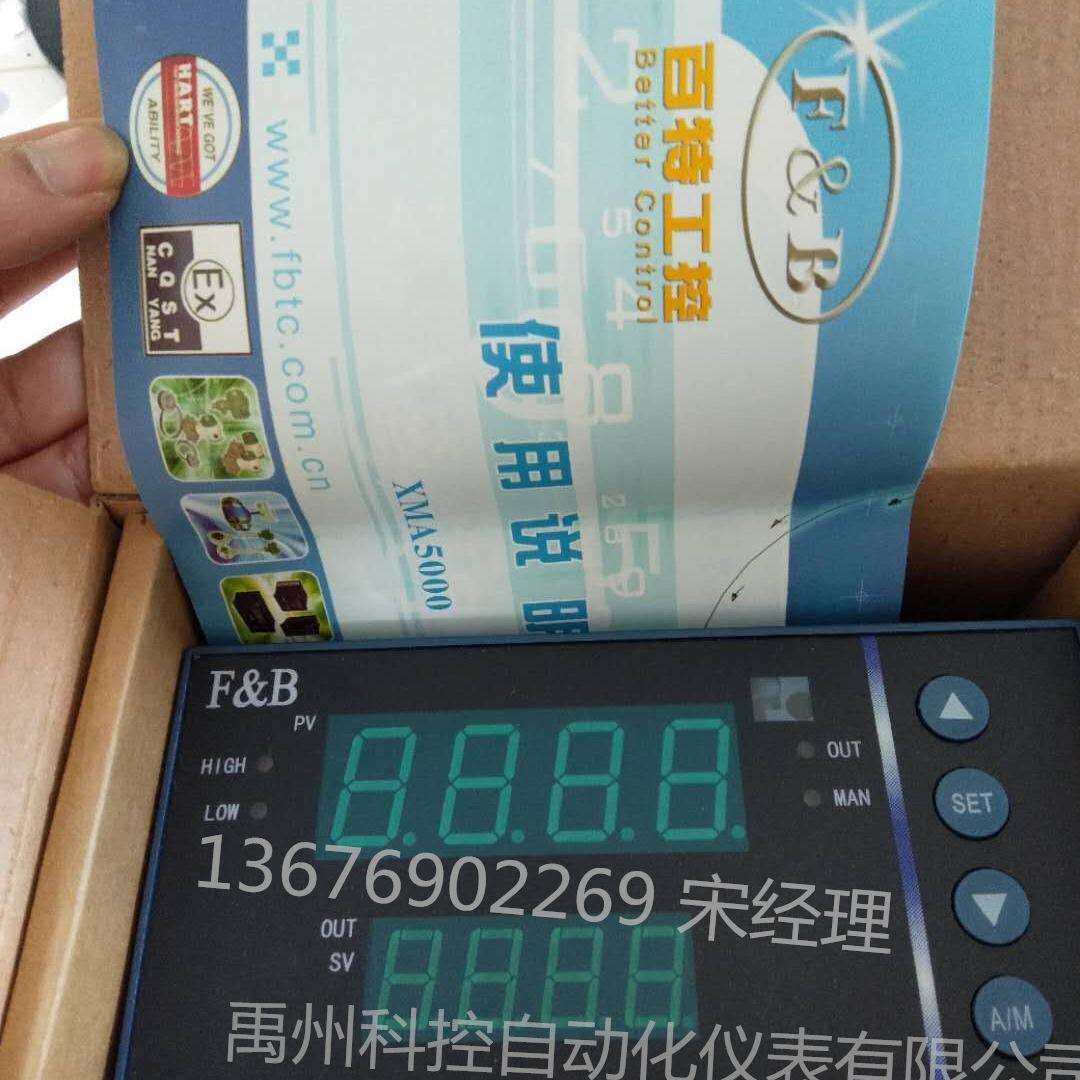 F&B
百特工控
Better Control
使用说明
XMA5000
www.fbtc.com.cn
WE'VE GOT
HART
ABILITY
Ex
CQST
NAN YANG
F&B
PV
HIGH
LOW
OUT
MAN
SET
OUT
SV
A/M
13676902269 宋经理
禹州科控自动化仪表有限公司